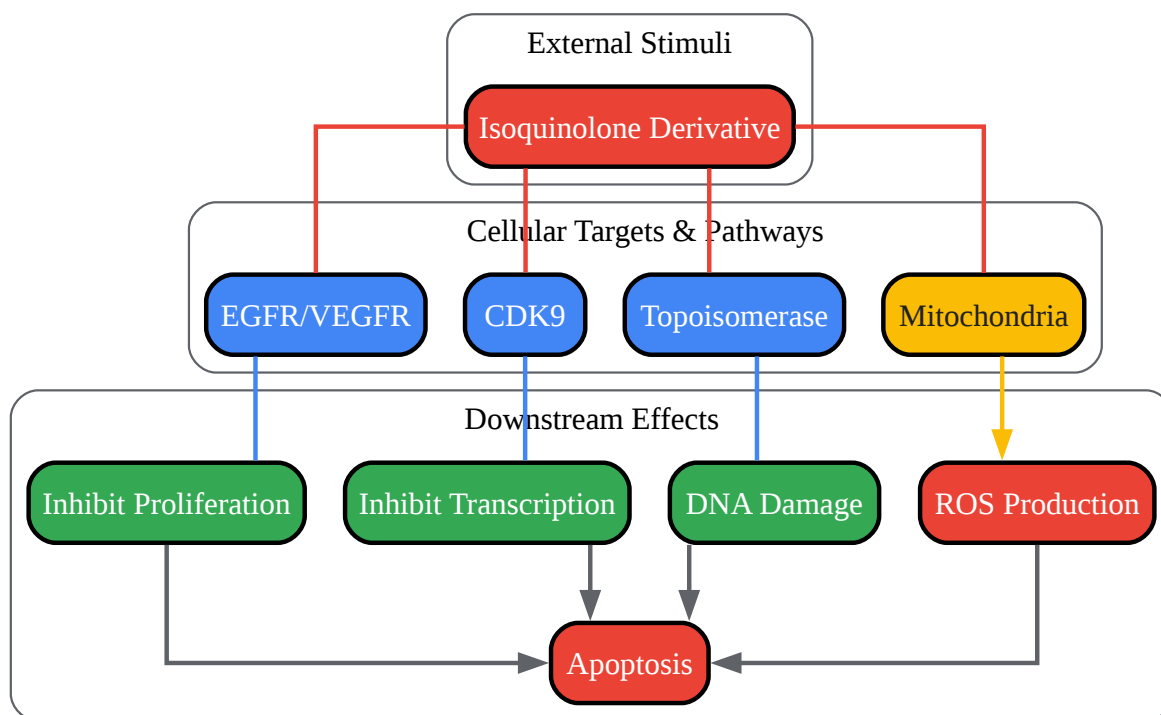 External Stimuli
Isoquinolone Derivative
Cellular Targets & Pathways
EGFR/VEGFR
CDK9
Topoisomerase
Mitochondria
Downstream Effects
Inhibit Proliferation
Inhibit Transcription
DNA Damage
ROS Production
Apoptosis